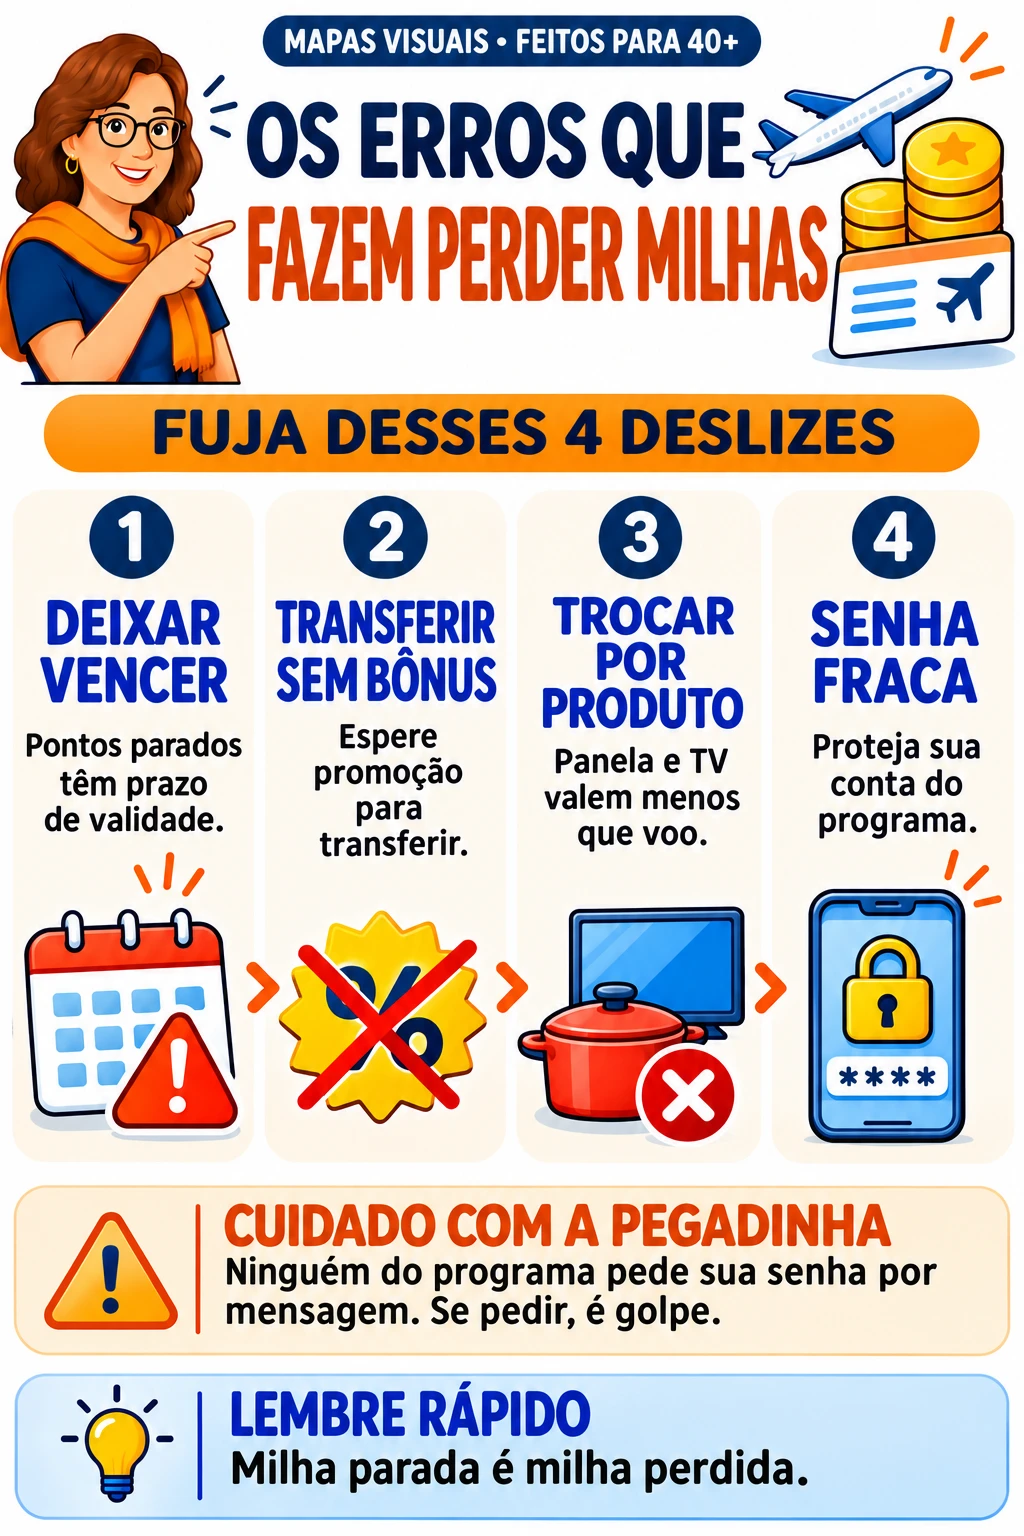 MAPAS VISUAIS • FEITOS PARA 40+
OS ERROS QUE
FAZEM PERDER MILHAS
FUJA DESSES 4 DESLIZES
1
DEIXAR
VENCER
Pontos parados
têm prazo
de validade.
2
TRANSFERIR
SEM BÔNUS
Espere
promoção
para
transferir.
%
3
TROCAR
POR
PRODUTO
Panela e TV
valem menos
que voo.
4
SENHA
FRACA
Proteja sua
conta do
programa.
****
CUIDADO COM A PEGADINHA
Ninguém do programa pede sua senha por
mensagem. Se pedir, é golpe.
LEMBRE RÁPIDO
Milha parada é milha perdida.